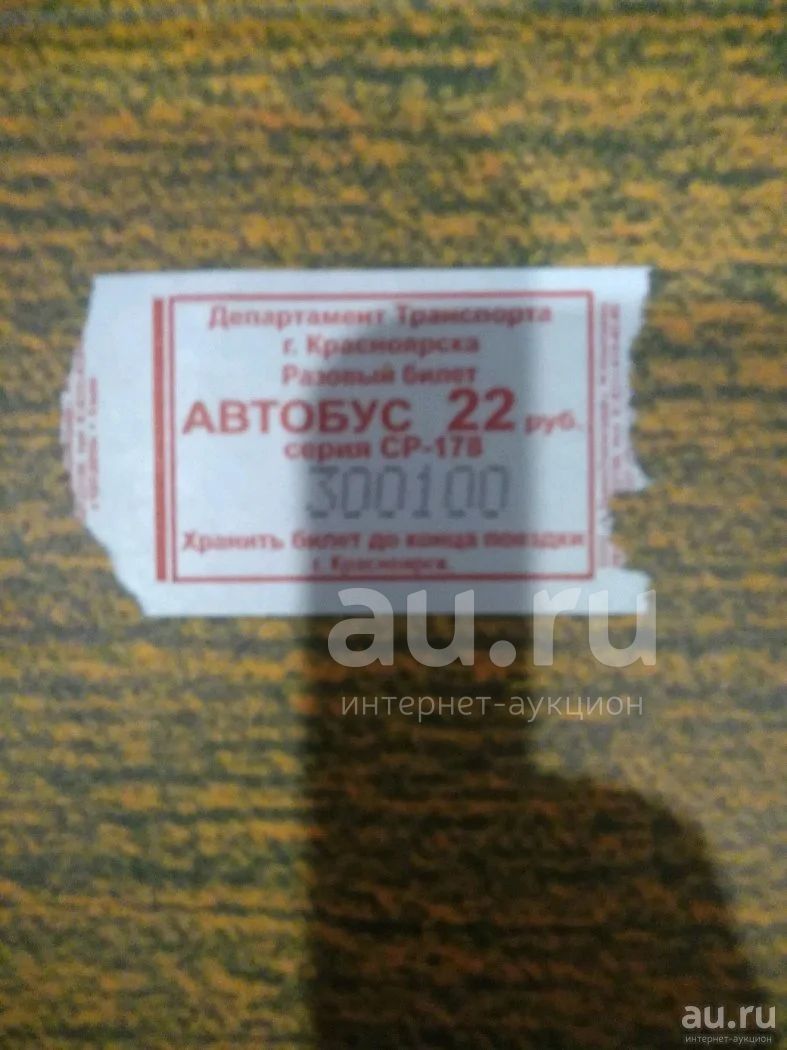 Департамент Транспорта
г. Красноярска
Разовый билет
АВТОБУС 22 руб.
серия СР-178
300100
Хранить билет до конца поездки
г. Красноярск.
au.ru
интернет-аукцион
au.ru
интернет-аукцион